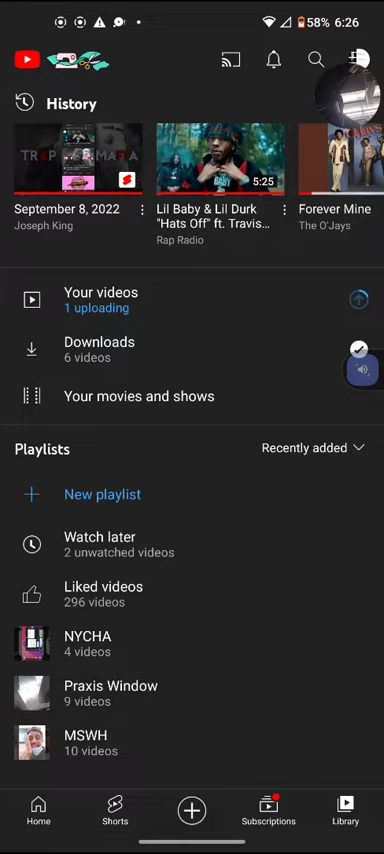 58% 6:26
History
TRAP MAFIA
5:25
September 8, 2022
Joseph King
Lil Baby & Lil Durk
"Hats Off" ft. Travis...
Rap Radio
Forever Mine
The O'Jays
Your videos
1 uploading
Downloads
6 videos
Your movies and shows
Playlists
Recently added
New playlist
Watch later
2 unwatched videos
Liked videos
296 videos
NYCHA
4 videos
Praxis Window
9 videos
MSWH
10 videos
Home
Shorts
Subscriptions
Library